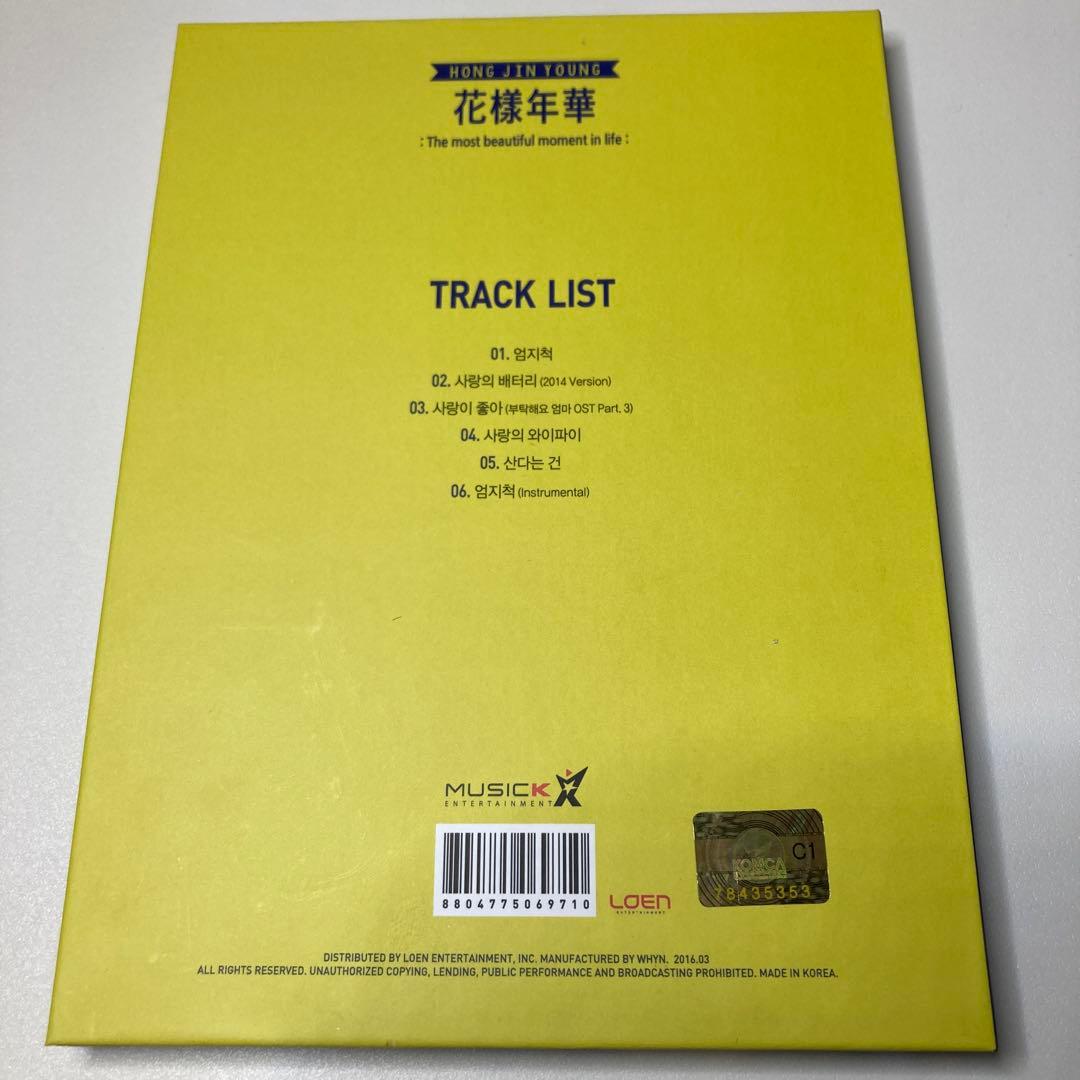 HONG JIN YOUNG
花樣年華
: The most beautiful moment in life :
TRACK LIST
01. 엄지척
02. 사랑의 배터리 (2014 Version)
03. 사랑이 좋아 (부탁해요 엄마 OST Part. 3)
04. 사랑의 와이파이
05. 산다는 건
06. 엄지척 (Instrumental)
MUSICK
ENTERTAINMENT
8804775069710
LOEN
ENTERTAINMENT
KOMCA
C1
78435353
DISTRIBUTED BY LOEN ENTERTAINMENT, INC. MANUFACTURED BY WHYN. 2016.03
ALL RIGHTS RESERVED. UNAUTHORIZED COPYING, LENDING, PUBLIC PERFORMANCE AND BROADCASTING PROHIBITED. MADE IN KOREA.